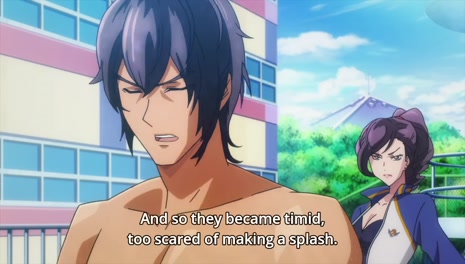 And so they became timid,
too scared of making a splash.